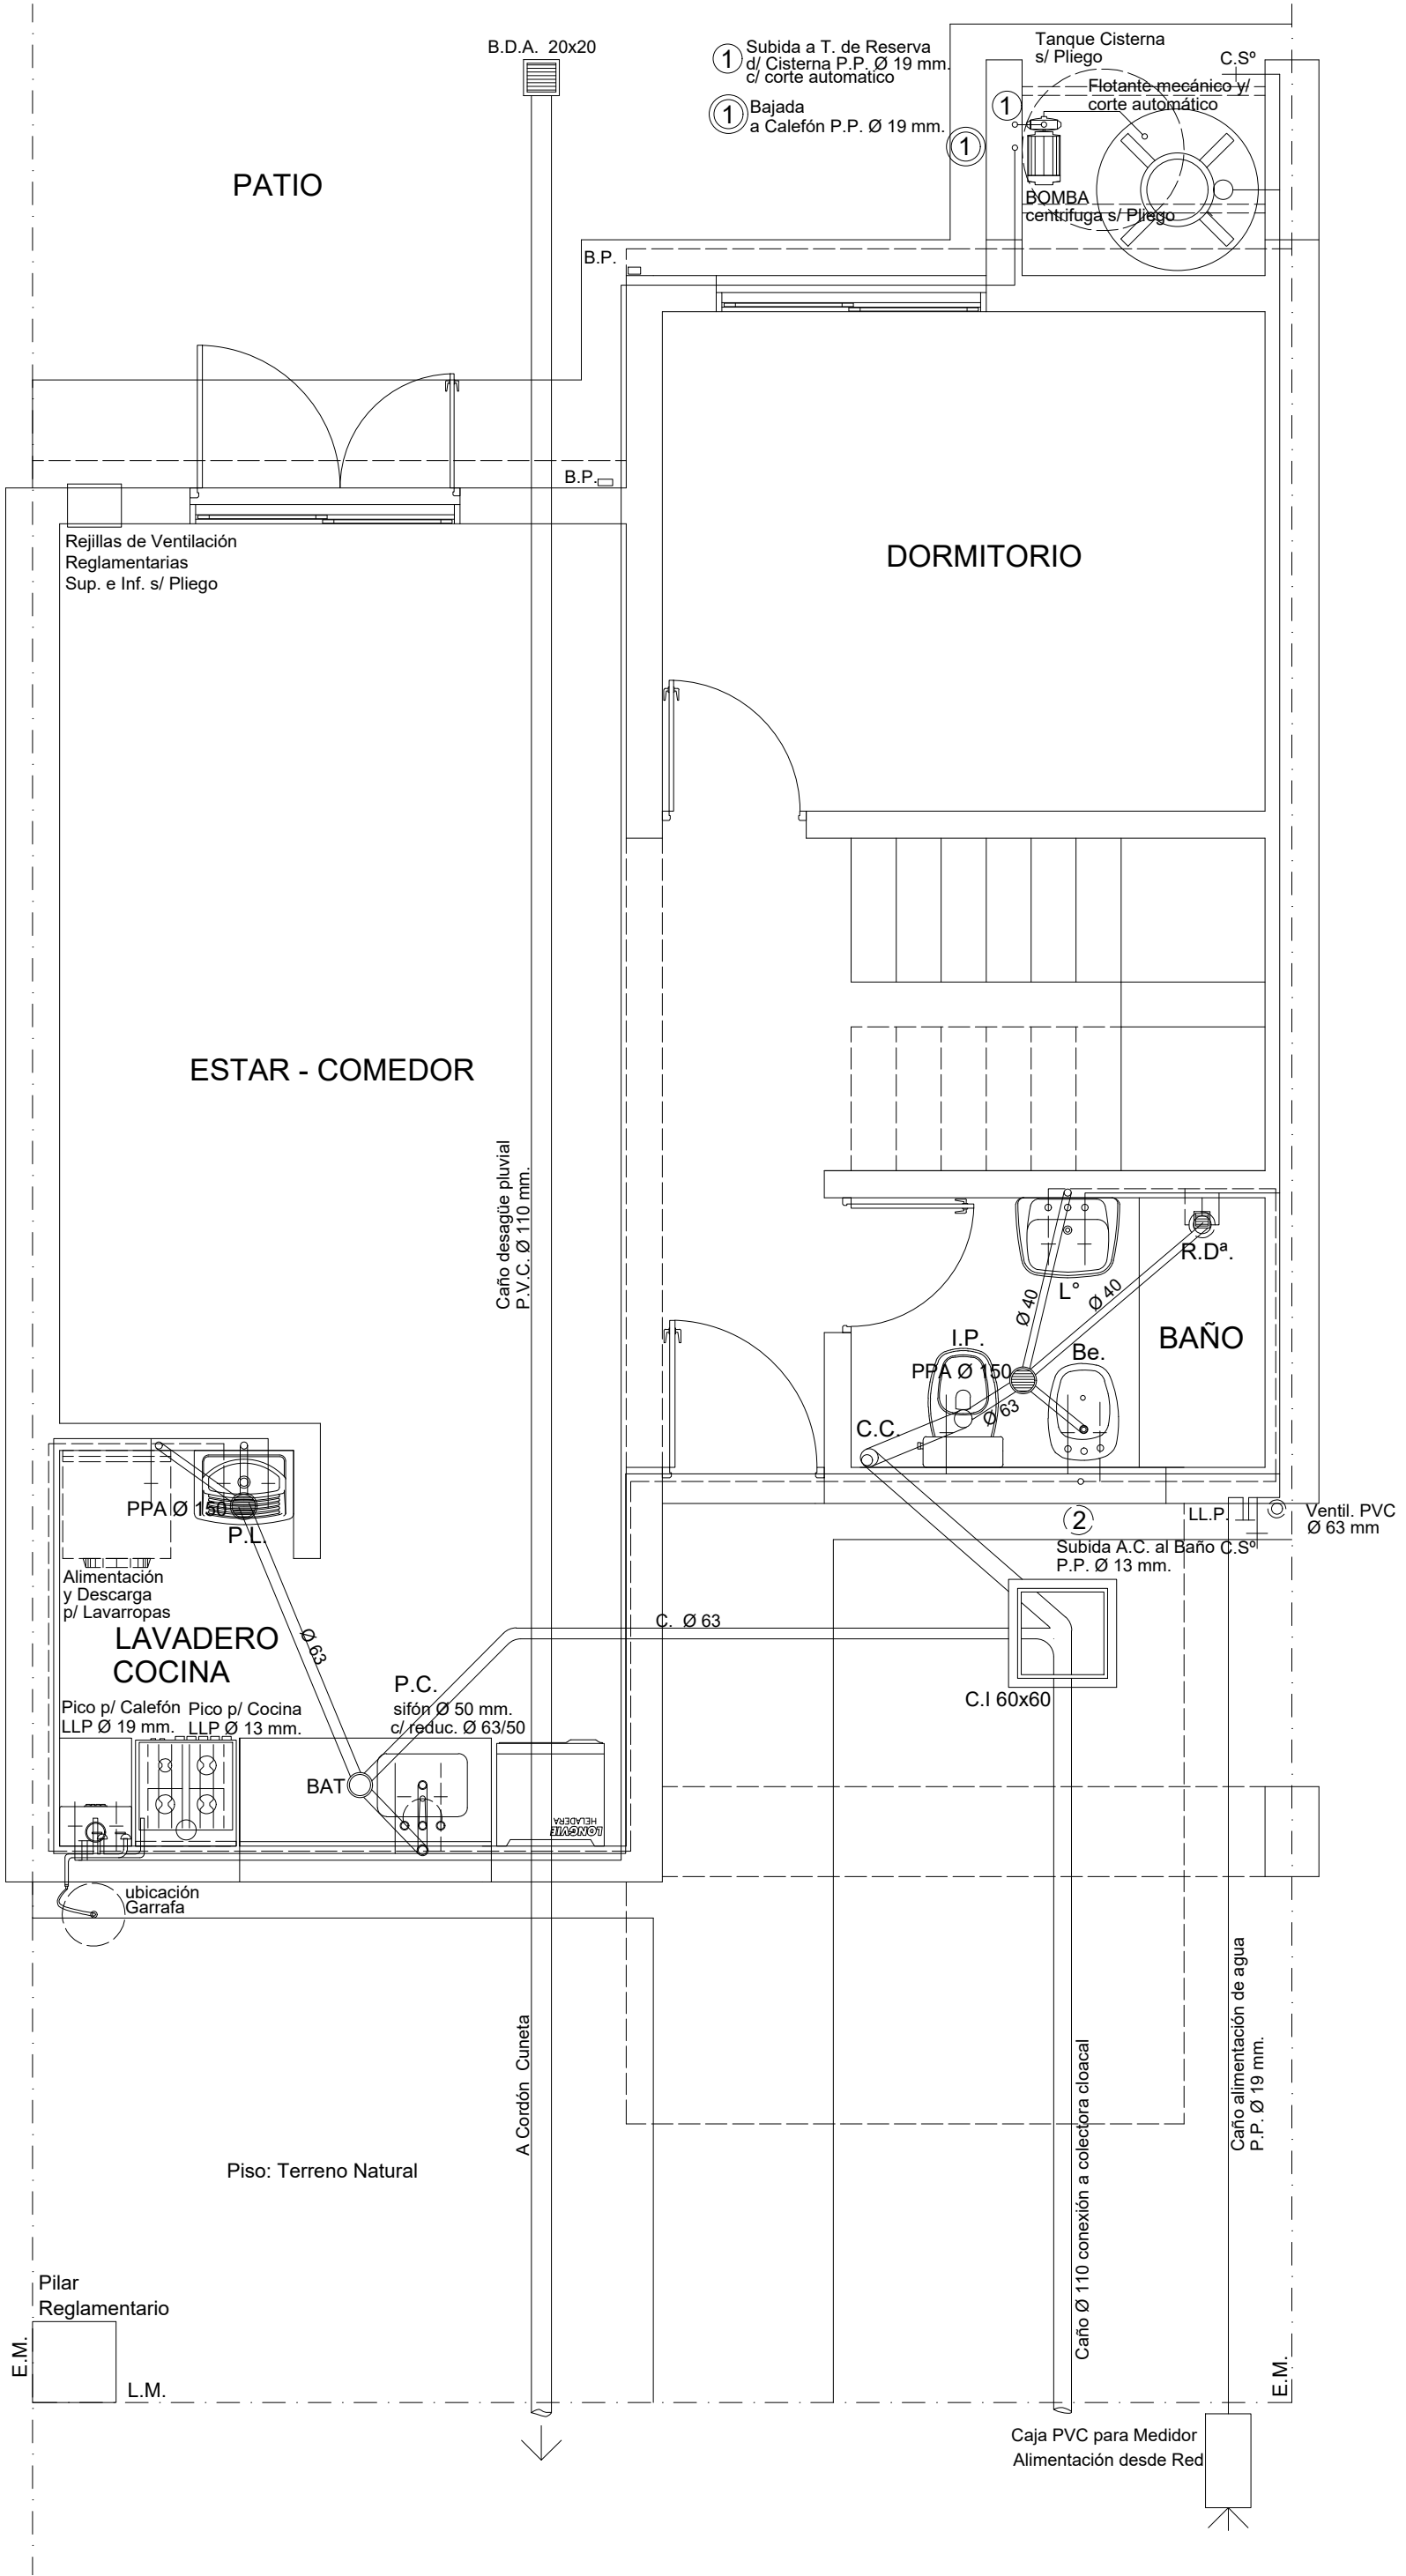 B.D.A. 20x20
1 Subida a T. de Reserva
d/ Cisterna P.P. Ø 19 mm.
c/ corte automatico
1 Bajada
a Calefón P.P. Ø 19 mm.
Tanque Cisterna
s/ Pliego
C.Sº
Flotante mecánico y/
corte automático
1
1
BOMBA
centrifuga s/ Pliego
PATIO
B.P.
B.P.
Rejillas de Ventilación
Reglamentarias
Sup. e Inf. s/ Pliego
DORMITORIO
ESTAR - COMEDOR
Caño desagüe pluvial
P.V.C. Ø 110 mm.
R.Dª.
L°
Ø 40
Ø 40
BAÑO
I.P.
Be.
PPA Ø 150
Ø 63
C.C.
PPA Ø 150
P.L.
2
LL.P.
Ventil. PVC
Ø 63 mm
Subida A.C. al Baño
P.P. Ø 13 mm.
C.Sº
Alimentación
y Descarga
p/ Lavarropas
LAVADERO
COCINA
Ø 63
C. Ø 63
P.C.
sifón Ø 50 mm.
c/ reduc. Ø 63/50
C.I 60x60
Pico p/ Calefón
LLP Ø 19 mm.
Pico p/ Cocina
LLP Ø 13 mm.
BAT
HELADERA
LONGVIE
ubicación
Garrafa
A Cordón Cuneta
Caño Ø 110 conexión a colectora cloacal
Caño alimentación de agua
P.P. Ø 19 mm.
Piso: Terreno Natural
Pilar
Reglamentario
E.M.
L.M.
E.M.
Caja PVC para Medidor
Alimentación desde Red